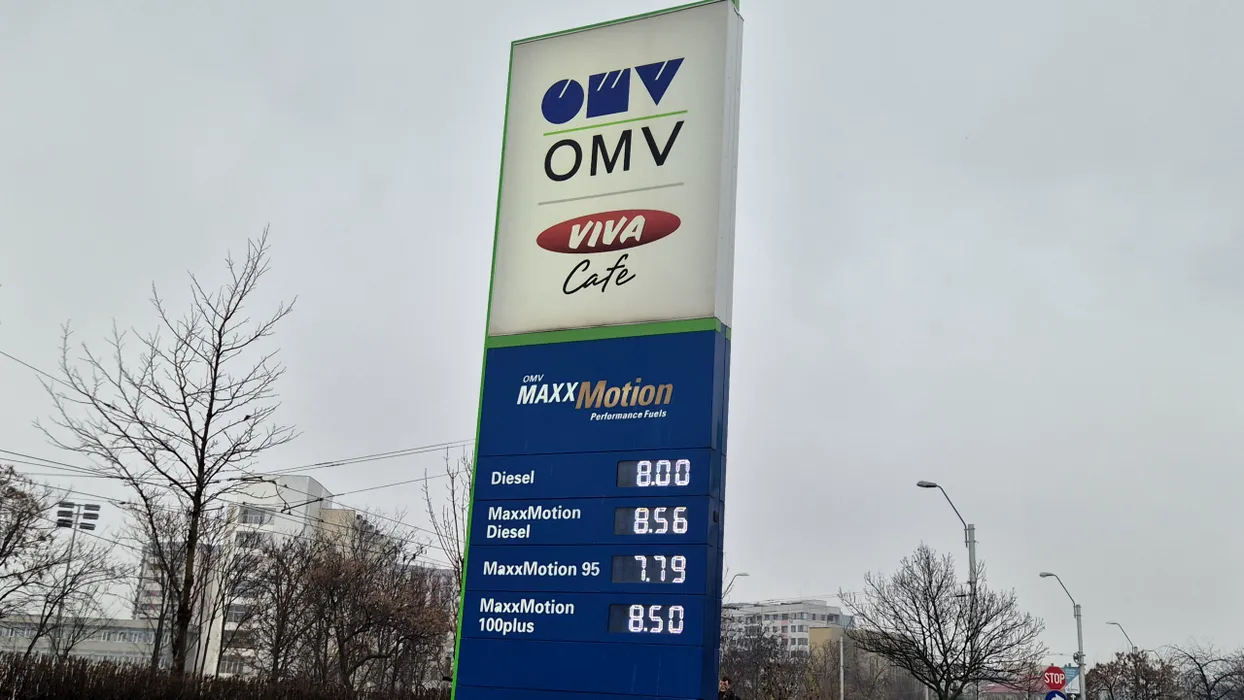 OMV
OMV
VIVA
Cafe
OMV
MAXXMotion
Performance Fuels
Diesel 8.00
MaxxMotion
Diesel 8.56
MaxxMotion 95 7.79
MaxxMotion
100plus 8.50
STOP